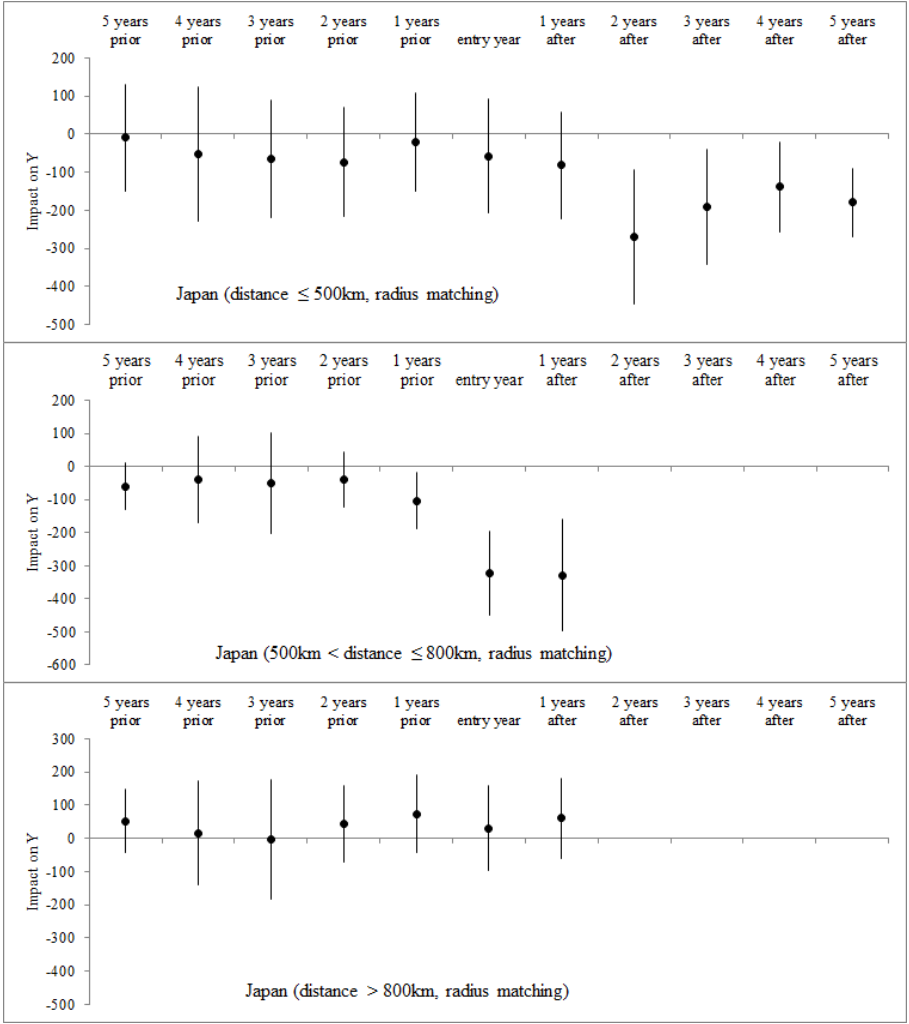 5 years prior 4 years prior 3 years prior 2 years prior 1 years prior entry year 1 years after 2 years after 3 years after 4 years after 5 years after
200
100
0
-100
-200
-300
-400
-500
Impact on Y
Japan (distance ≤ 500km, radius matching)
5 years prior 4 years prior 3 years prior 2 years prior 1 years prior entry year 1 years after 2 years after 3 years after 4 years after 5 years after
200
100
0
-100
-200
-300
-400
-500
-600
Impact on Y
Japan (500km < distance ≤ 800km, radius matching)
5 years prior 4 years prior 3 years prior 2 years prior 1 years prior entry year 1 years after 2 years after 3 years after 4 years after 5 years after
300
200
100
0
-100
-200
-300
-400
-500
Impact on Y
Japan (distance > 800km, radius matching)